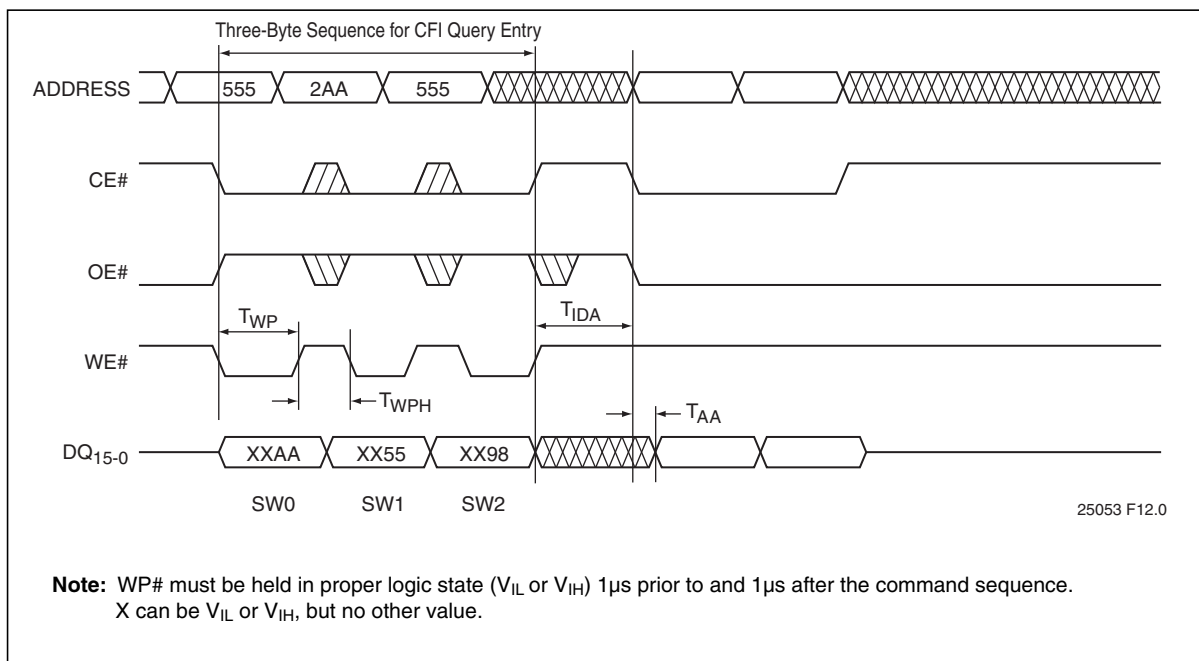 Three-Byte Sequence for CFI Query Entry
ADDRESS 555 2AA 555
CE#
OE#
TWP TIDA
WE#
TWPH TAA
DQ15-0 XXAA XX55 XX98
SW0 SW1 SW2
25053 F12.0
Note: WP# must be held in proper logic state (VIL or VIH) 1µs prior to and 1µs after the command sequence.
X can be VIL or VIH, but no other value.